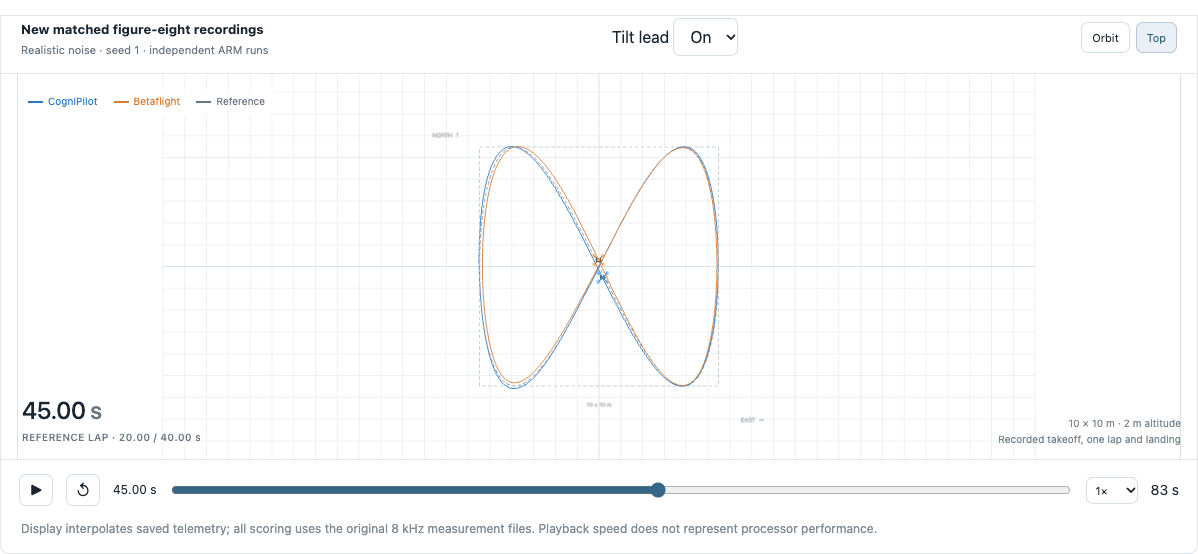 New matched figure-eight recordings
Realistic noise · seed 1 · independent ARM runs
Tilt lead On
Orbit Top
CogniPilot Betaflight Reference
NORTH ↑
10 × 10 m
EAST →
45.00 s
REFERENCE LAP · 20.00 / 40.00 s
10 × 10 m · 2 m altitude
Recorded takeoff, one lap and landing
45.00 s 1× 83 s
Display interpolates saved telemetry; all scoring uses the original 8 kHz measurement files. Playback speed does not represent processor performance.